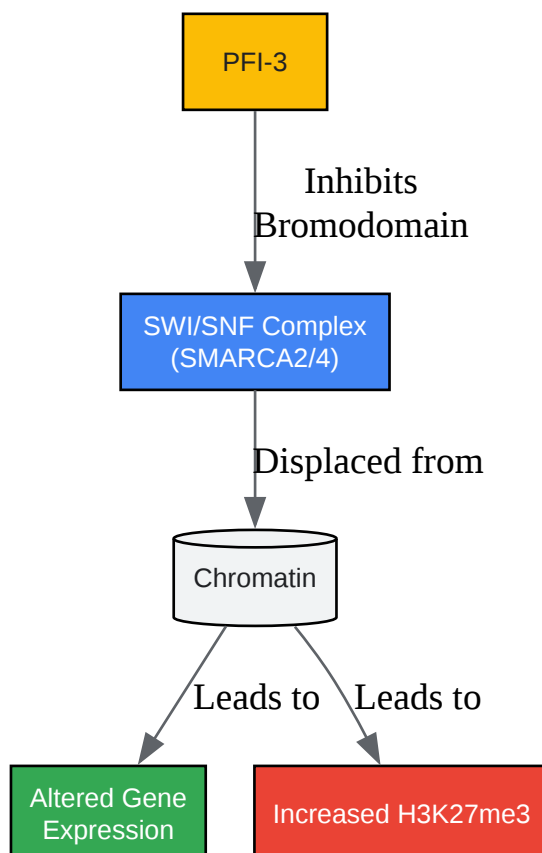 PFI-3
Inhibits
Bromodomain
SWI/SNF Complex
(SMARCA2/4)
Displaced from
Chromatin
Leads to
Leads to
Altered Gene
Expression
Increased H3K27me3